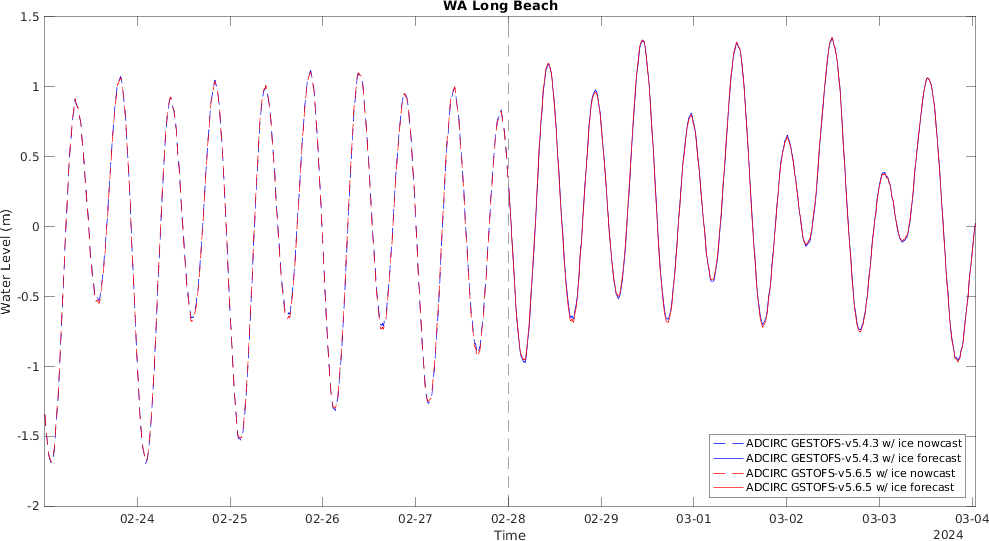 WA Long Beach
1.5
1
0.5
0
-0.5
-1
-1.5
-2
Water Level (m)
02-24
02-25
02-26
02-27
02-28
02-29
03-01
03-02
03-03
03-04
Time
2024
ADCIRC GESTOFS-v5.4.3 w/ ice nowcast
ADCIRC GESTOFS-v5.4.3 w/ ice forecast
ADCIRC GSTOFS-v5.6.5 w/ ice nowcast
ADCIRC GSTOFS-v5.6.5 w/ ice forecast